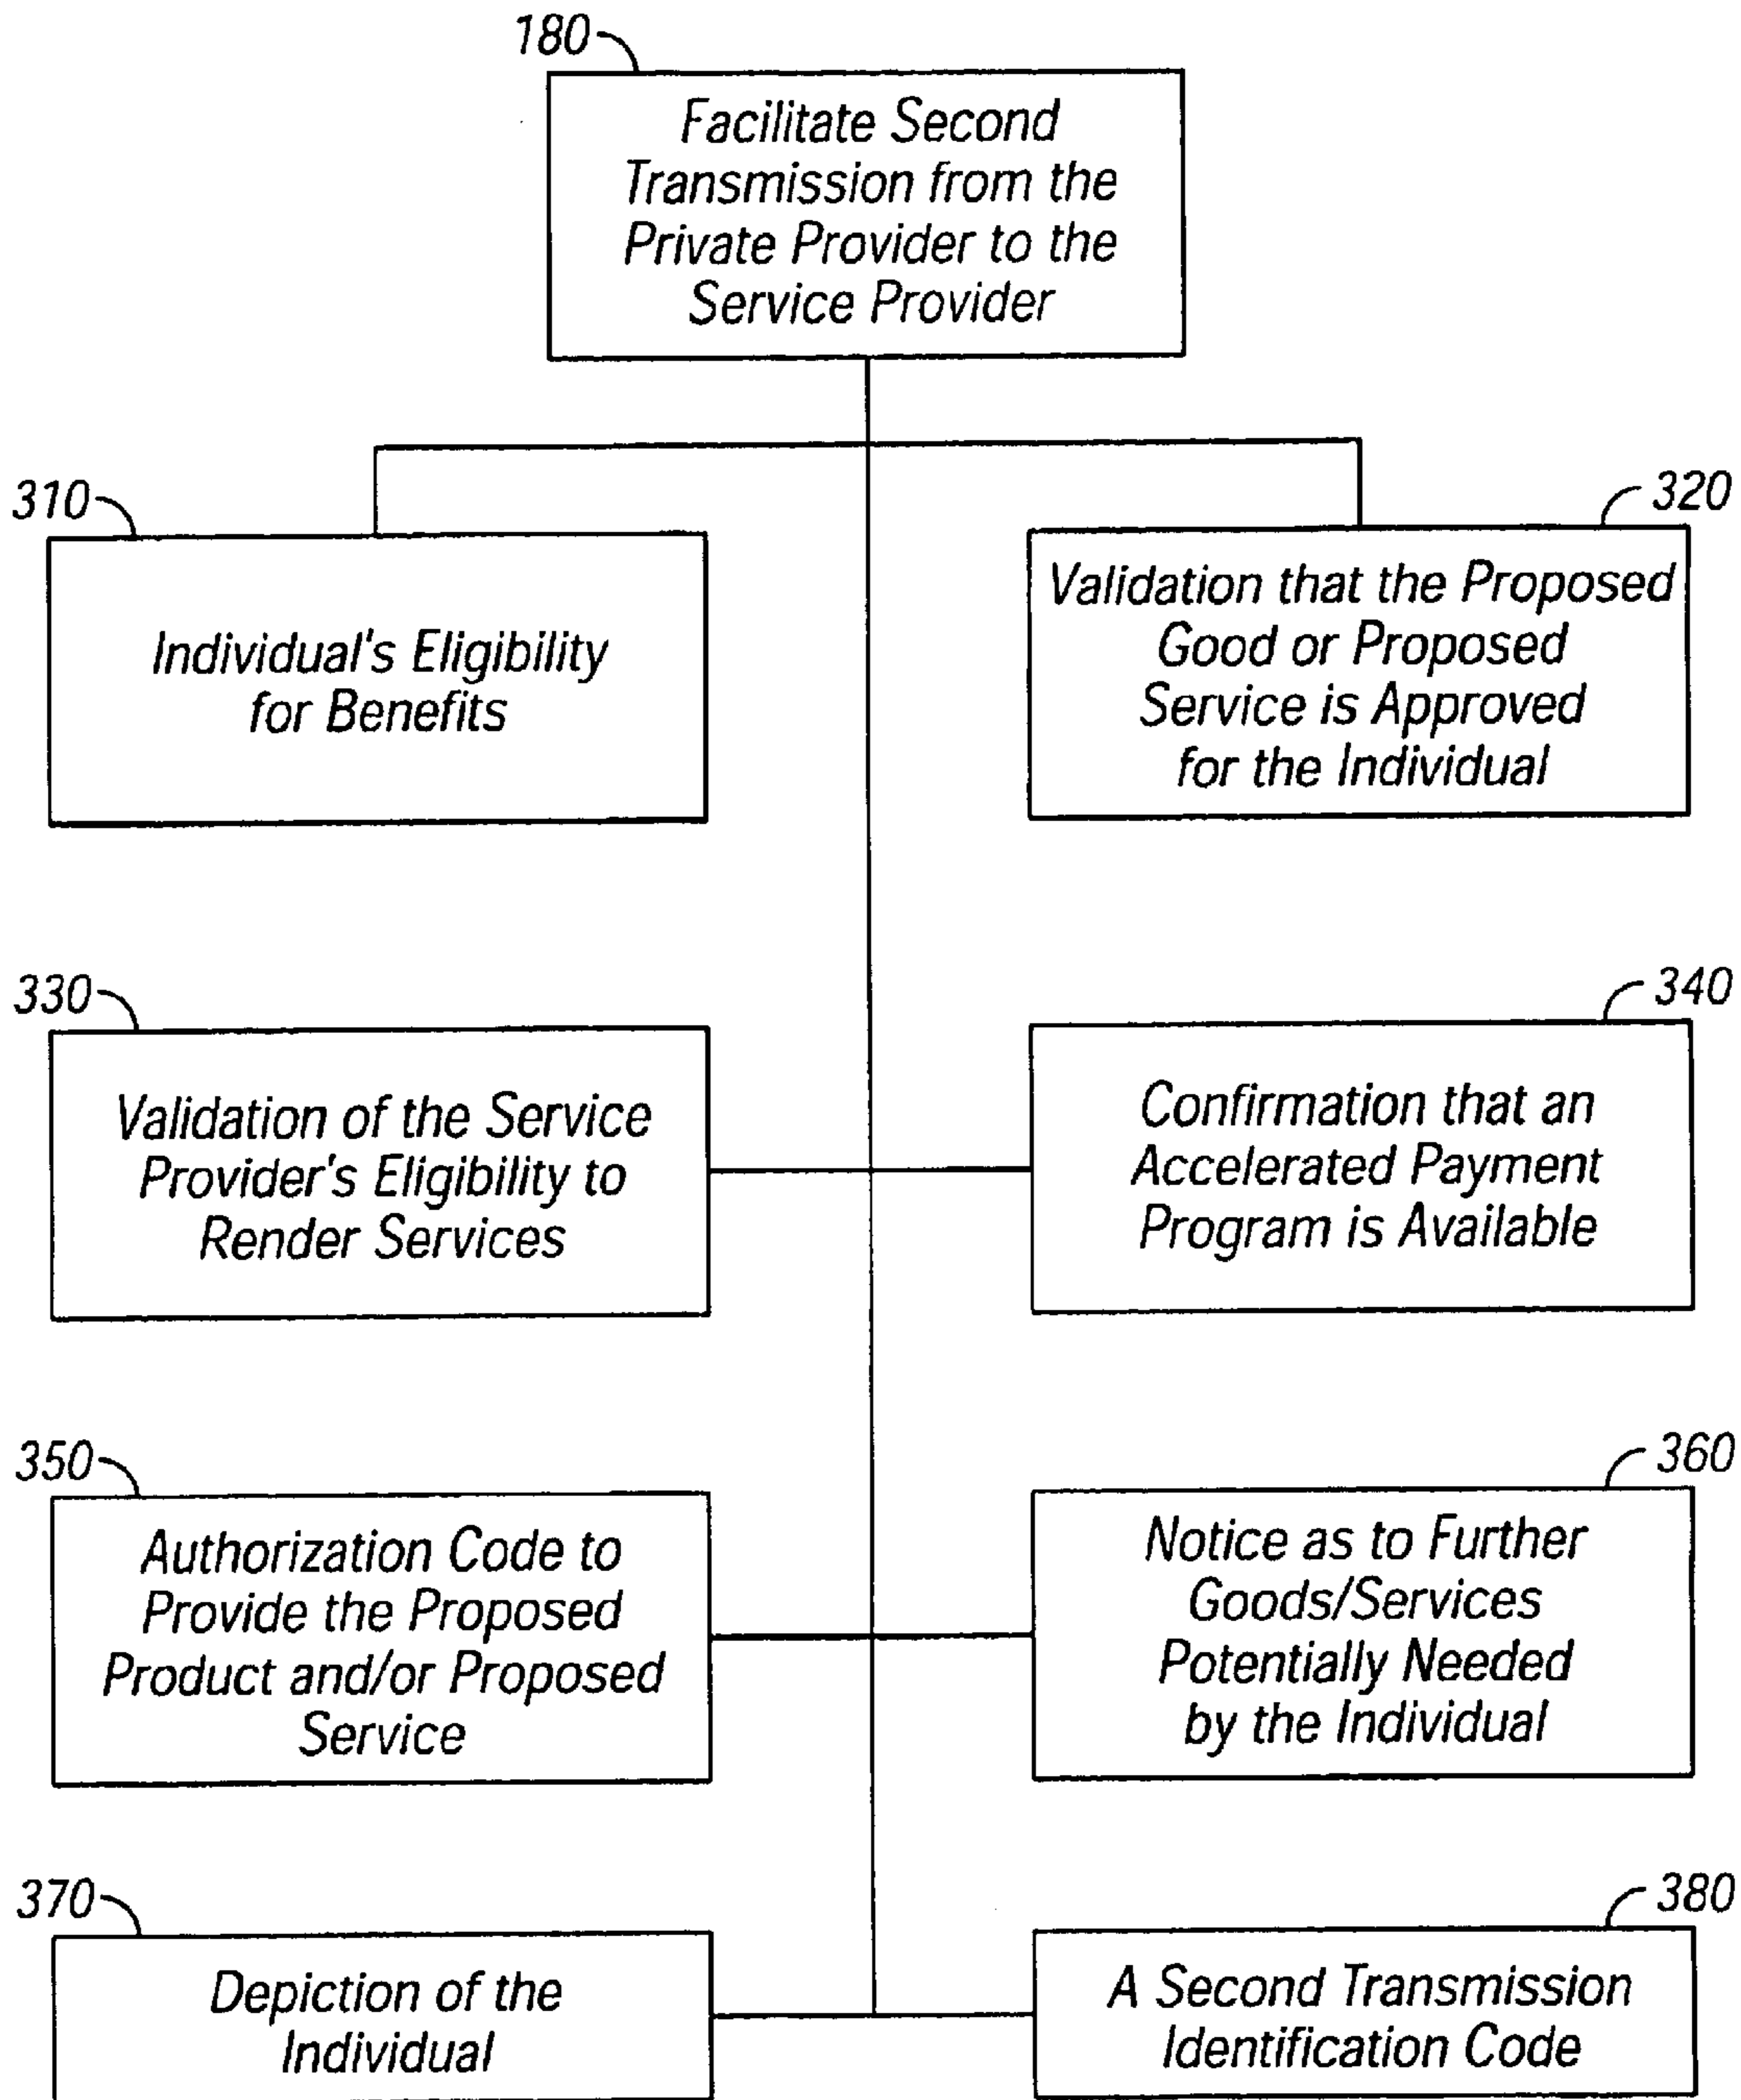 180
Facilitate Second
Transmission from the
Private Provider to the
Service Provider
310
Individual's Eligibility
for Benefits
320
Validation that the Proposed
Good or Proposed
Service is Approved
for the Individual
330
Validation of the Service
Provider's Eligibility to
Render Services
340
Confirmation that an
Accelerated Payment
Program is Available
350
Authorization Code to
Provide the Proposed
Product and/or Proposed
Service
360
Notice as to Further
Goods/Services
Potentially Needed
by the Individual
370
Depiction of the
Individual
380
A Second Transmission
Identification Code